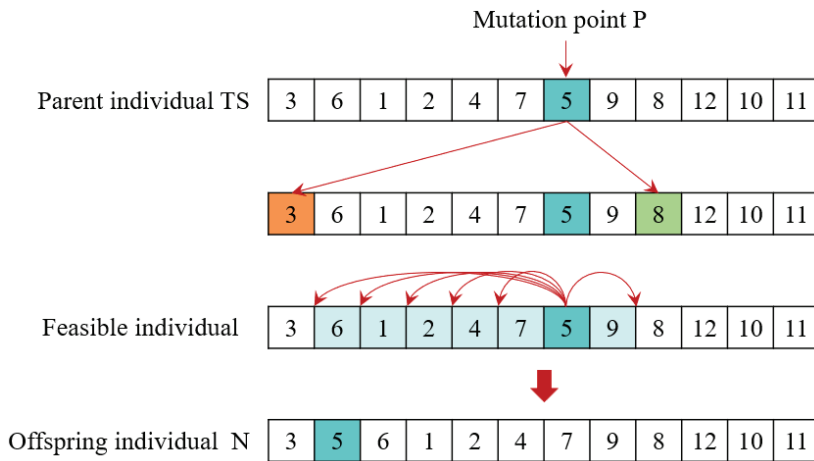 Mutation point P
Parent individual TS 3 6 1 2 4 7 5 9 8 12 10 11
3 6 1 2 4 7 5 9 8 12 10 11
Feasible individual 3 6 1 2 4 7 5 9 8 12 10 11
Offspring individual N 3 5 6 1 2 4 7 9 8 12 10 11